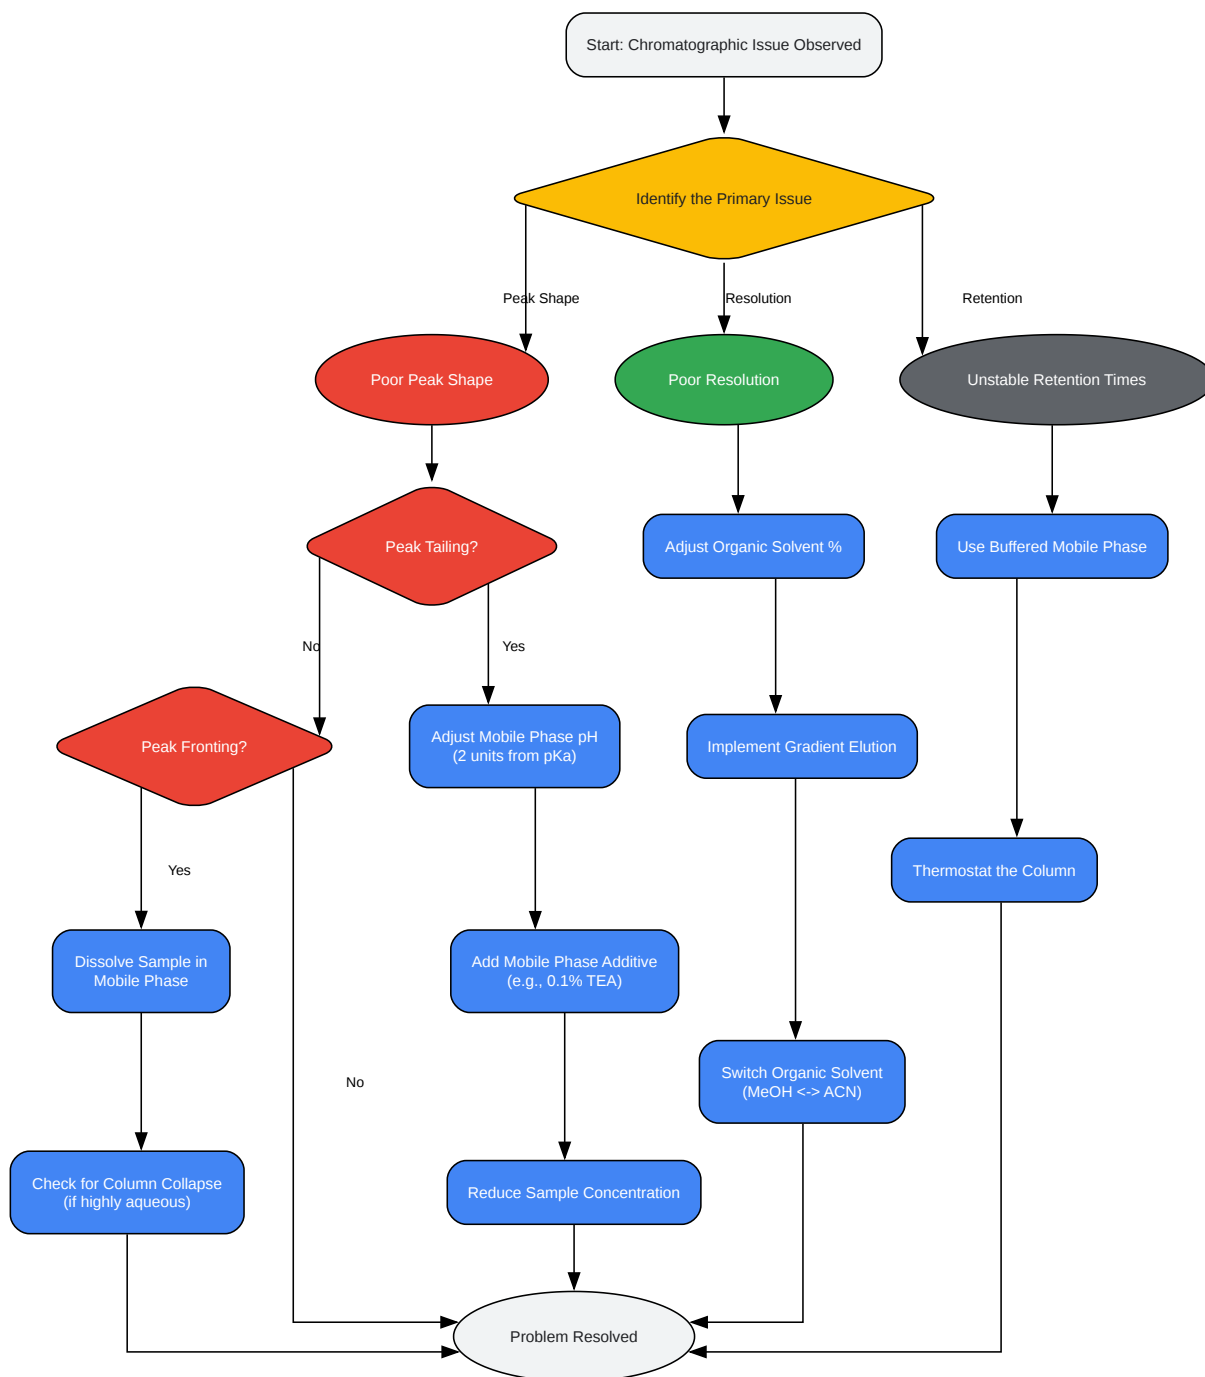 Start: Chromatographic Issue Observed
Identify the Primary Issue
Peak Shape
Resolution
Retention
Poor Peak Shape
Poor Resolution
Unstable Retention Times
Peak Tailing?
Adjust Organic Solvent %
Use Buffered Mobile Phase
No
Yes
Peak Fronting?
Adjust Mobile Phase pH
(2 units from pKa)
Implement Gradient Elution
Yes
Thermostat the Column
Dissolve Sample in
Mobile Phase
Add Mobile Phase Additive
(e.g., 0.1% TEA)
No
Switch Organic Solvent
(MeOH <-> ACN)
Check for Column Collapse
(if highly aqueous)
Reduce Sample Concentration
Problem Resolved